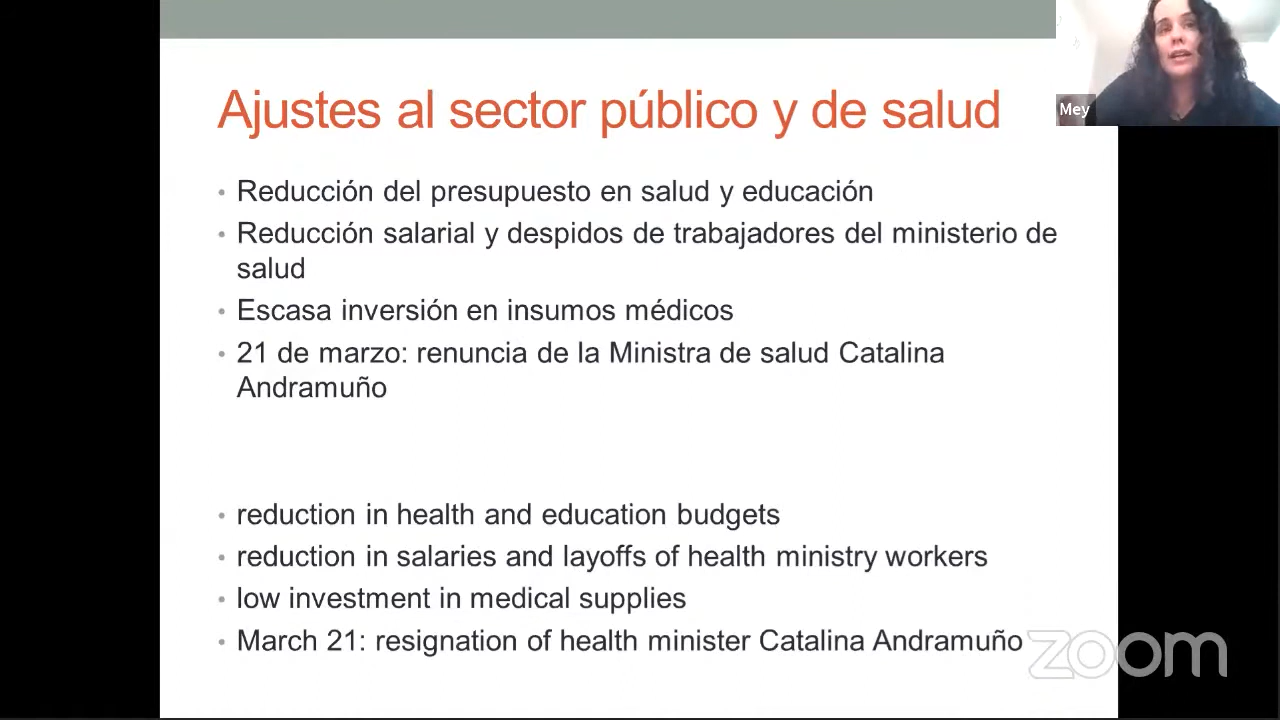 Ajustes al sector público y de salud
Mey
• Reducción del presupuesto en salud y educación
• Reducción salarial y despidos de trabajadores del ministerio de
salud
• Escasa inversión en insumos médicos
• 21 de marzo: renuncia de la Ministra de salud Catalina
Andramuño
• reduction in health and education budgets
• reduction in salaries and layoffs of health ministry workers
• low investment in medical supplies
• March 21: resignation of health minister Catalina Andramuño
zoom